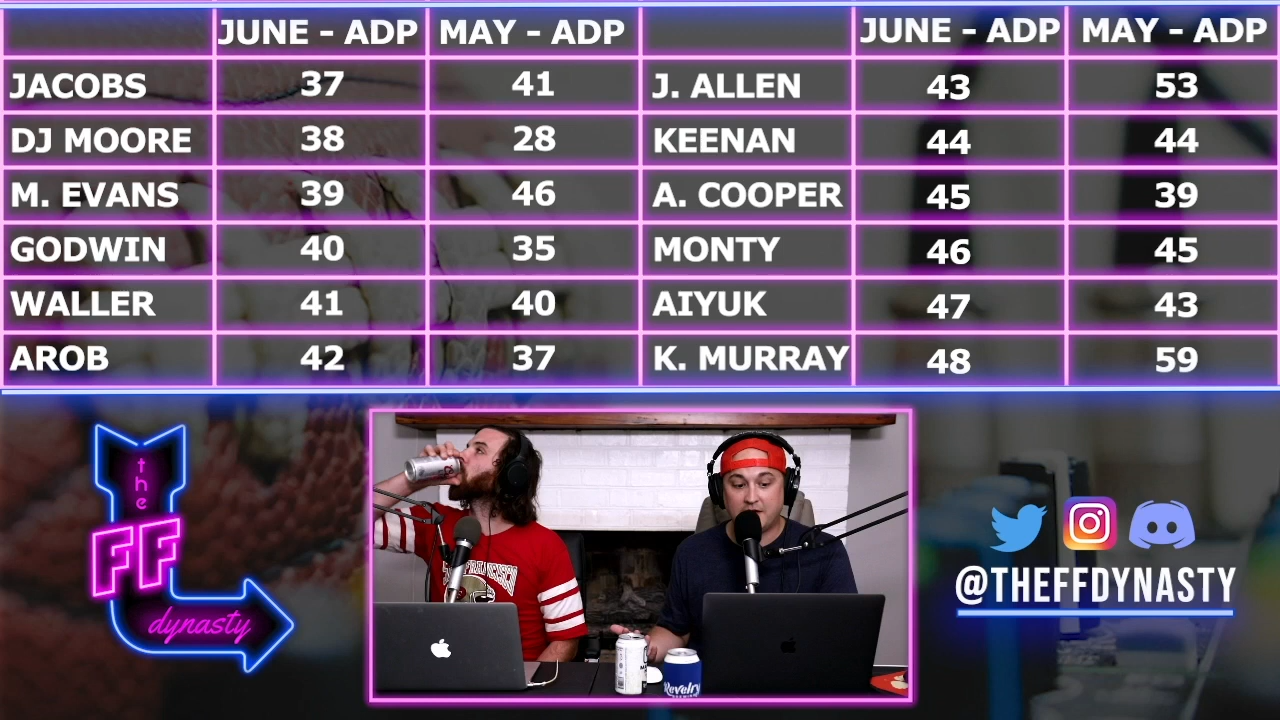 JUNE - ADP MAY - ADP JUNE - ADP MAY - ADP
JACOBS 37 41 J. ALLEN 43 53
DJ MOORE 38 28 KEENAN 44 44
M. EVANS 39 46 A. COOPER 45 39
GODWIN 40 35 MONTY 46 45
WALLER 41 40 AIYUK 47 43
AROB 42 37 K. MURRAY 48 59
the
FF
dynasty
FRANCISCO
Revelry
@THEFFDYNASTY